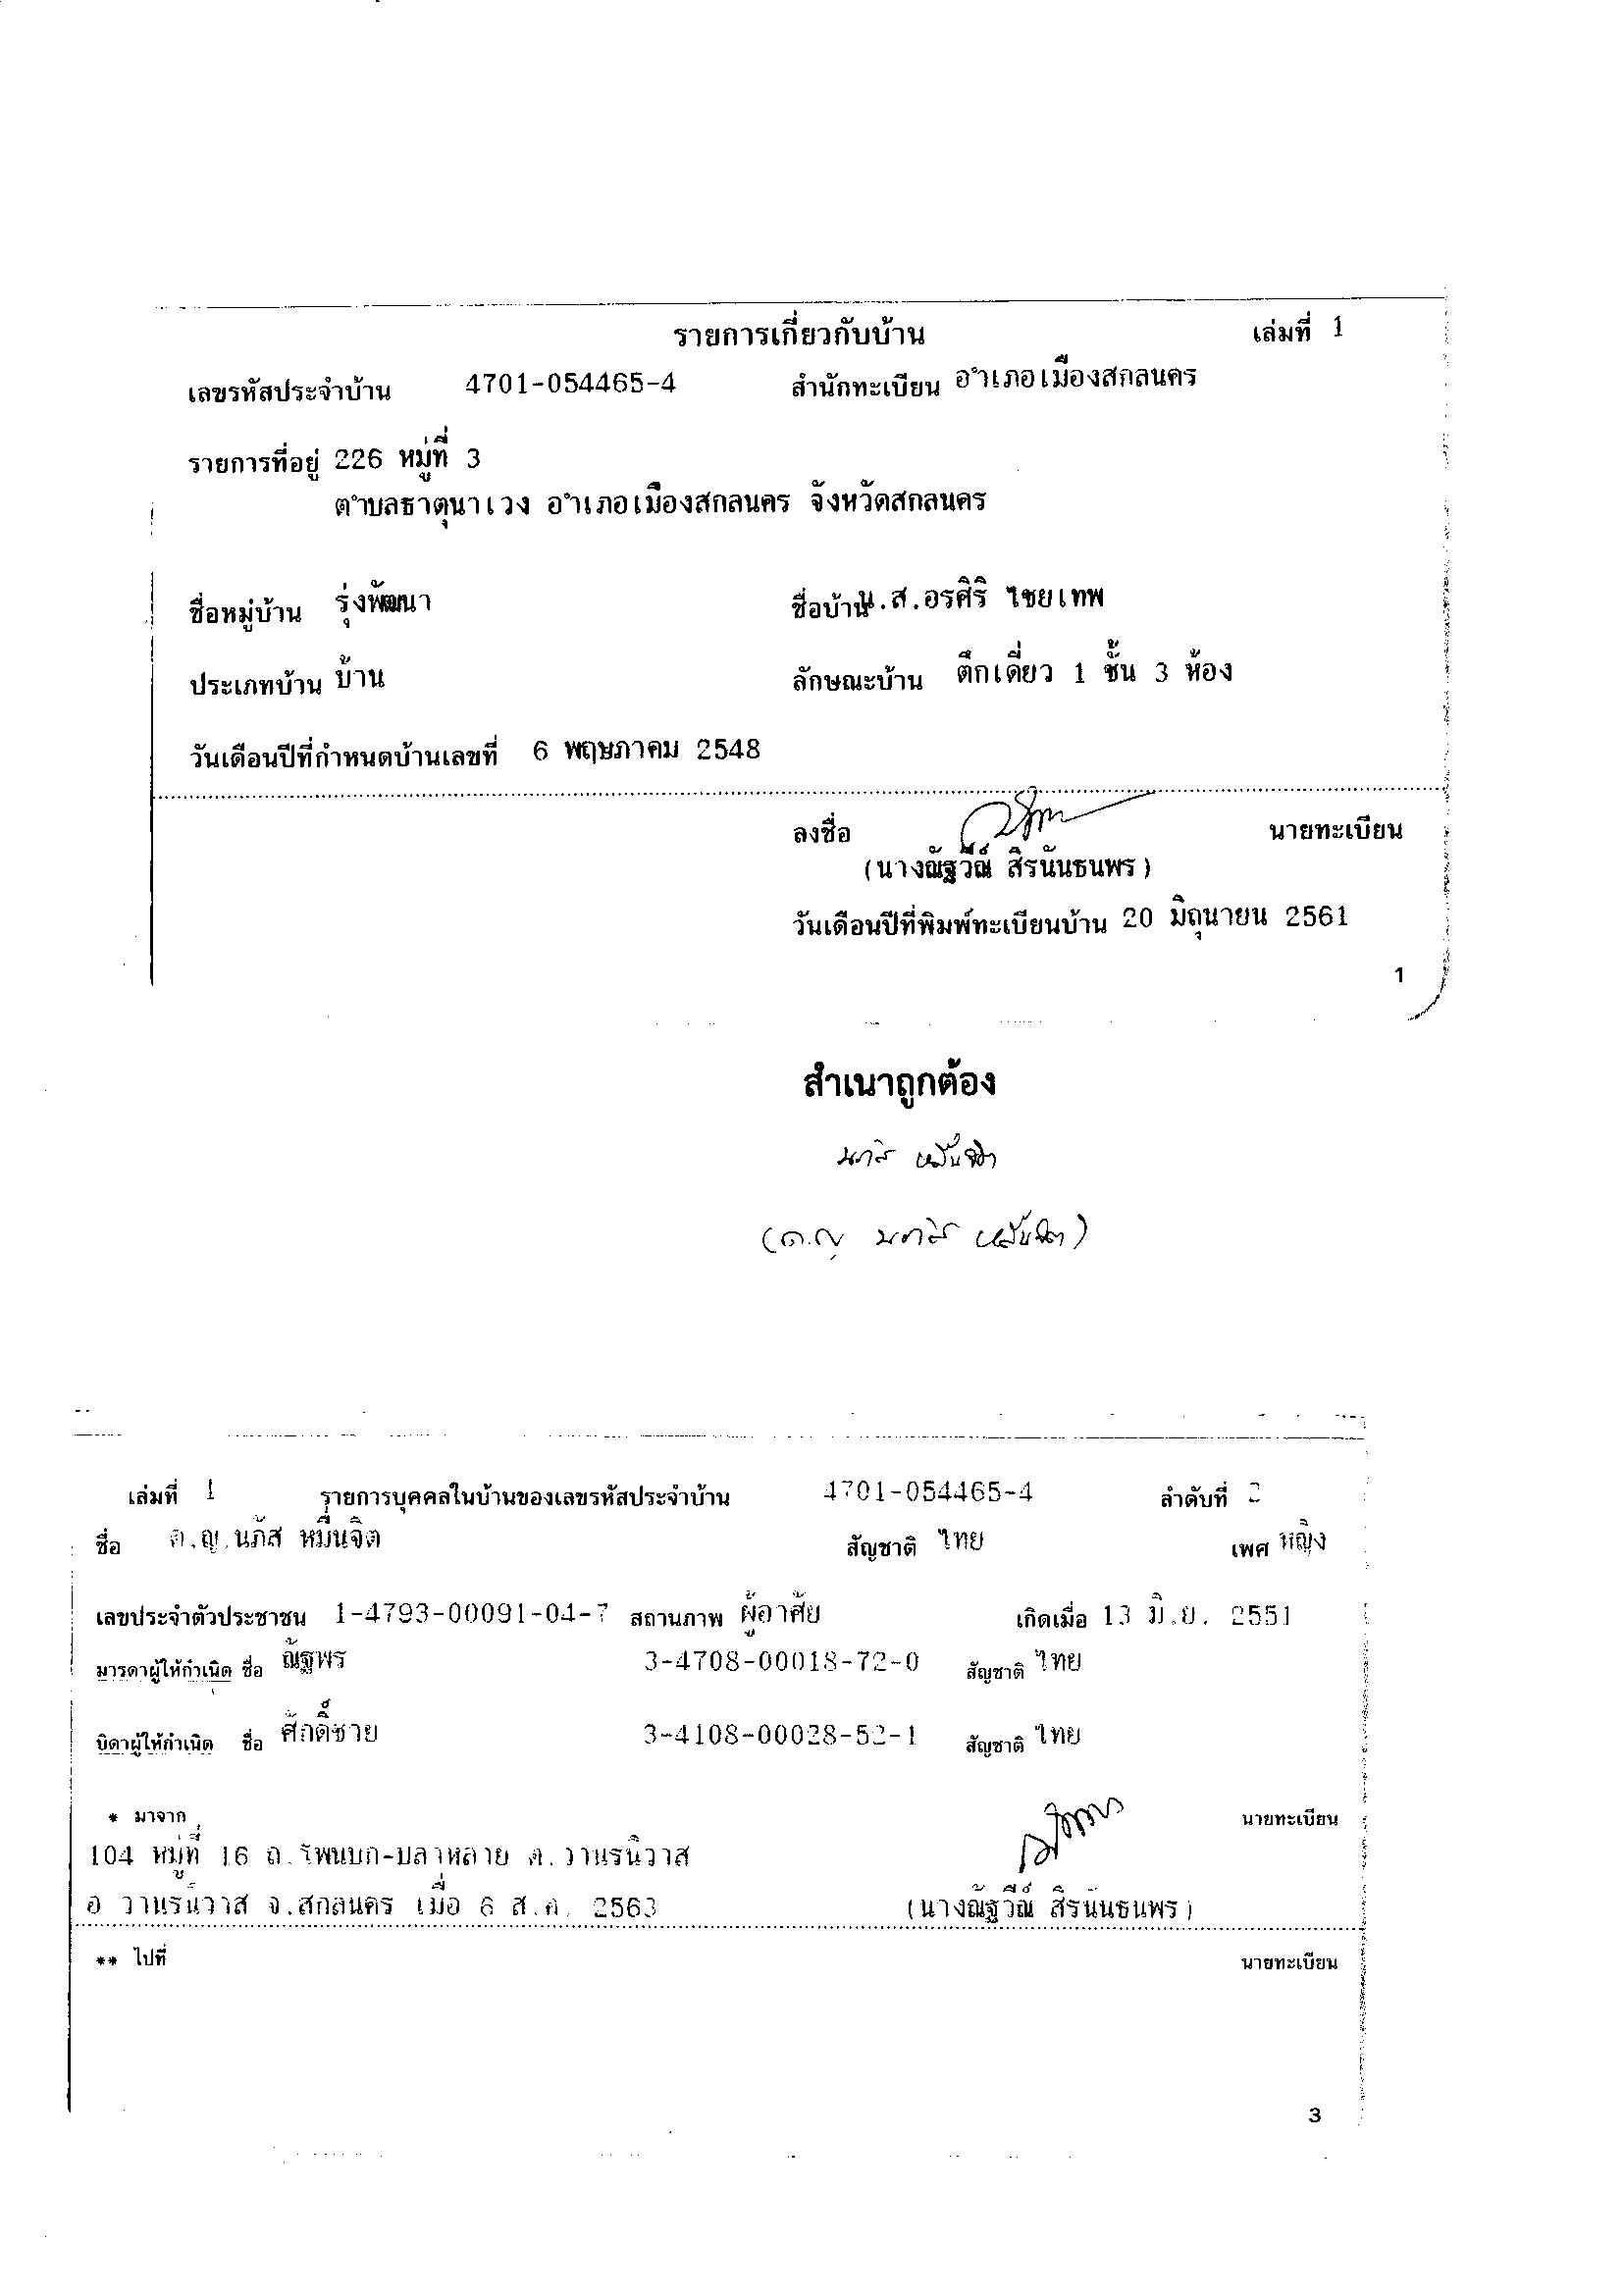 รายการเกี่ยวกับบ้าน เล่มที่ 1
เลขรหัสประจำบ้าน 4701-054465-4 สำนักทะเบียน อำเภอเมืองสกลนคร
รายการที่อยู่ 226 หมู่ที่ 3
ตำบลธาตุนาเวง อำเภอเมืองสกลนคร จังหวัดสกลนคร
ชื่อหมู่บ้าน รุ่งพัฒนา ชื่อบ้าน น.ส.อรศิริ ไชยเทพ
ประเภทบ้าน บ้าน ลักษณะบ้าน ตึกเดี่ยว 1 ชั้น 3 ห้อง
วันเดือนปีที่กำหนดบ้านเลขที่ 6 พฤษภาคม 2548
ลงชื่อ นายทะเบียน
(นางณัฐวีณ์ สิรนันธนพร)
วันเดือนปีที่พิมพ์ทะเบียนบ้าน 20 มิถุนายน 2561
1
สำเนาถูกต้อง
นภัส หมื่นจิต
(ด.ญ นภัส หมื่นจิต)
เล่มที่ 1 รายการบุคคลในบ้านของเลขรหัสประจำบ้าน 4701-054465-4 ลำดับที่ 2
ชื่อ ด.ญ.นภัส หมื่นจิต สัญชาติ ไทย เพศ หญิง
เลขประจำตัวประชาชน 1-4793-00091-04-7 สถานภาพ ผู้อาศัย เกิดเมื่อ 13 มิ.ย. 2551
มารดาผู้ให้กำเนิด ชื่อ ณัฐพร 3-4708-00018-72-0 สัญชาติ ไทย
บิดาผู้ให้กำเนิด ชื่อ ศักดิ์ชาย 3-4108-00028-52-1 สัญชาติ ไทย
* มาจาก นายทะเบียน
104 หมู่ที่ 16 ถ. ต.วานรนิวาส
อ วานรนิวาส จ.สกลนคร เมื่อ 6 ส.ค. 2563 (นางณัฐวีณ์ สิรนันธนพร)
** ไปที่ นายทะเบียน
3